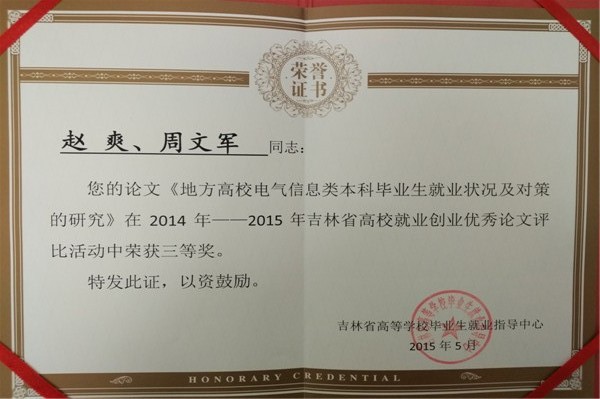 荣誉
证书
赵 爽、周文军 同志：
您的论文《地方高校电气信息类本科毕业生就业状况及对策
的研究》在 2014 年——2015 年吉林省高校就业创业优秀论文评
比活动中荣获三等奖。
特发此证，以资鼓励。
吉林省高等学校毕业生就业指导中心
2015 年 5 月
HONORARY CREDENTIAL